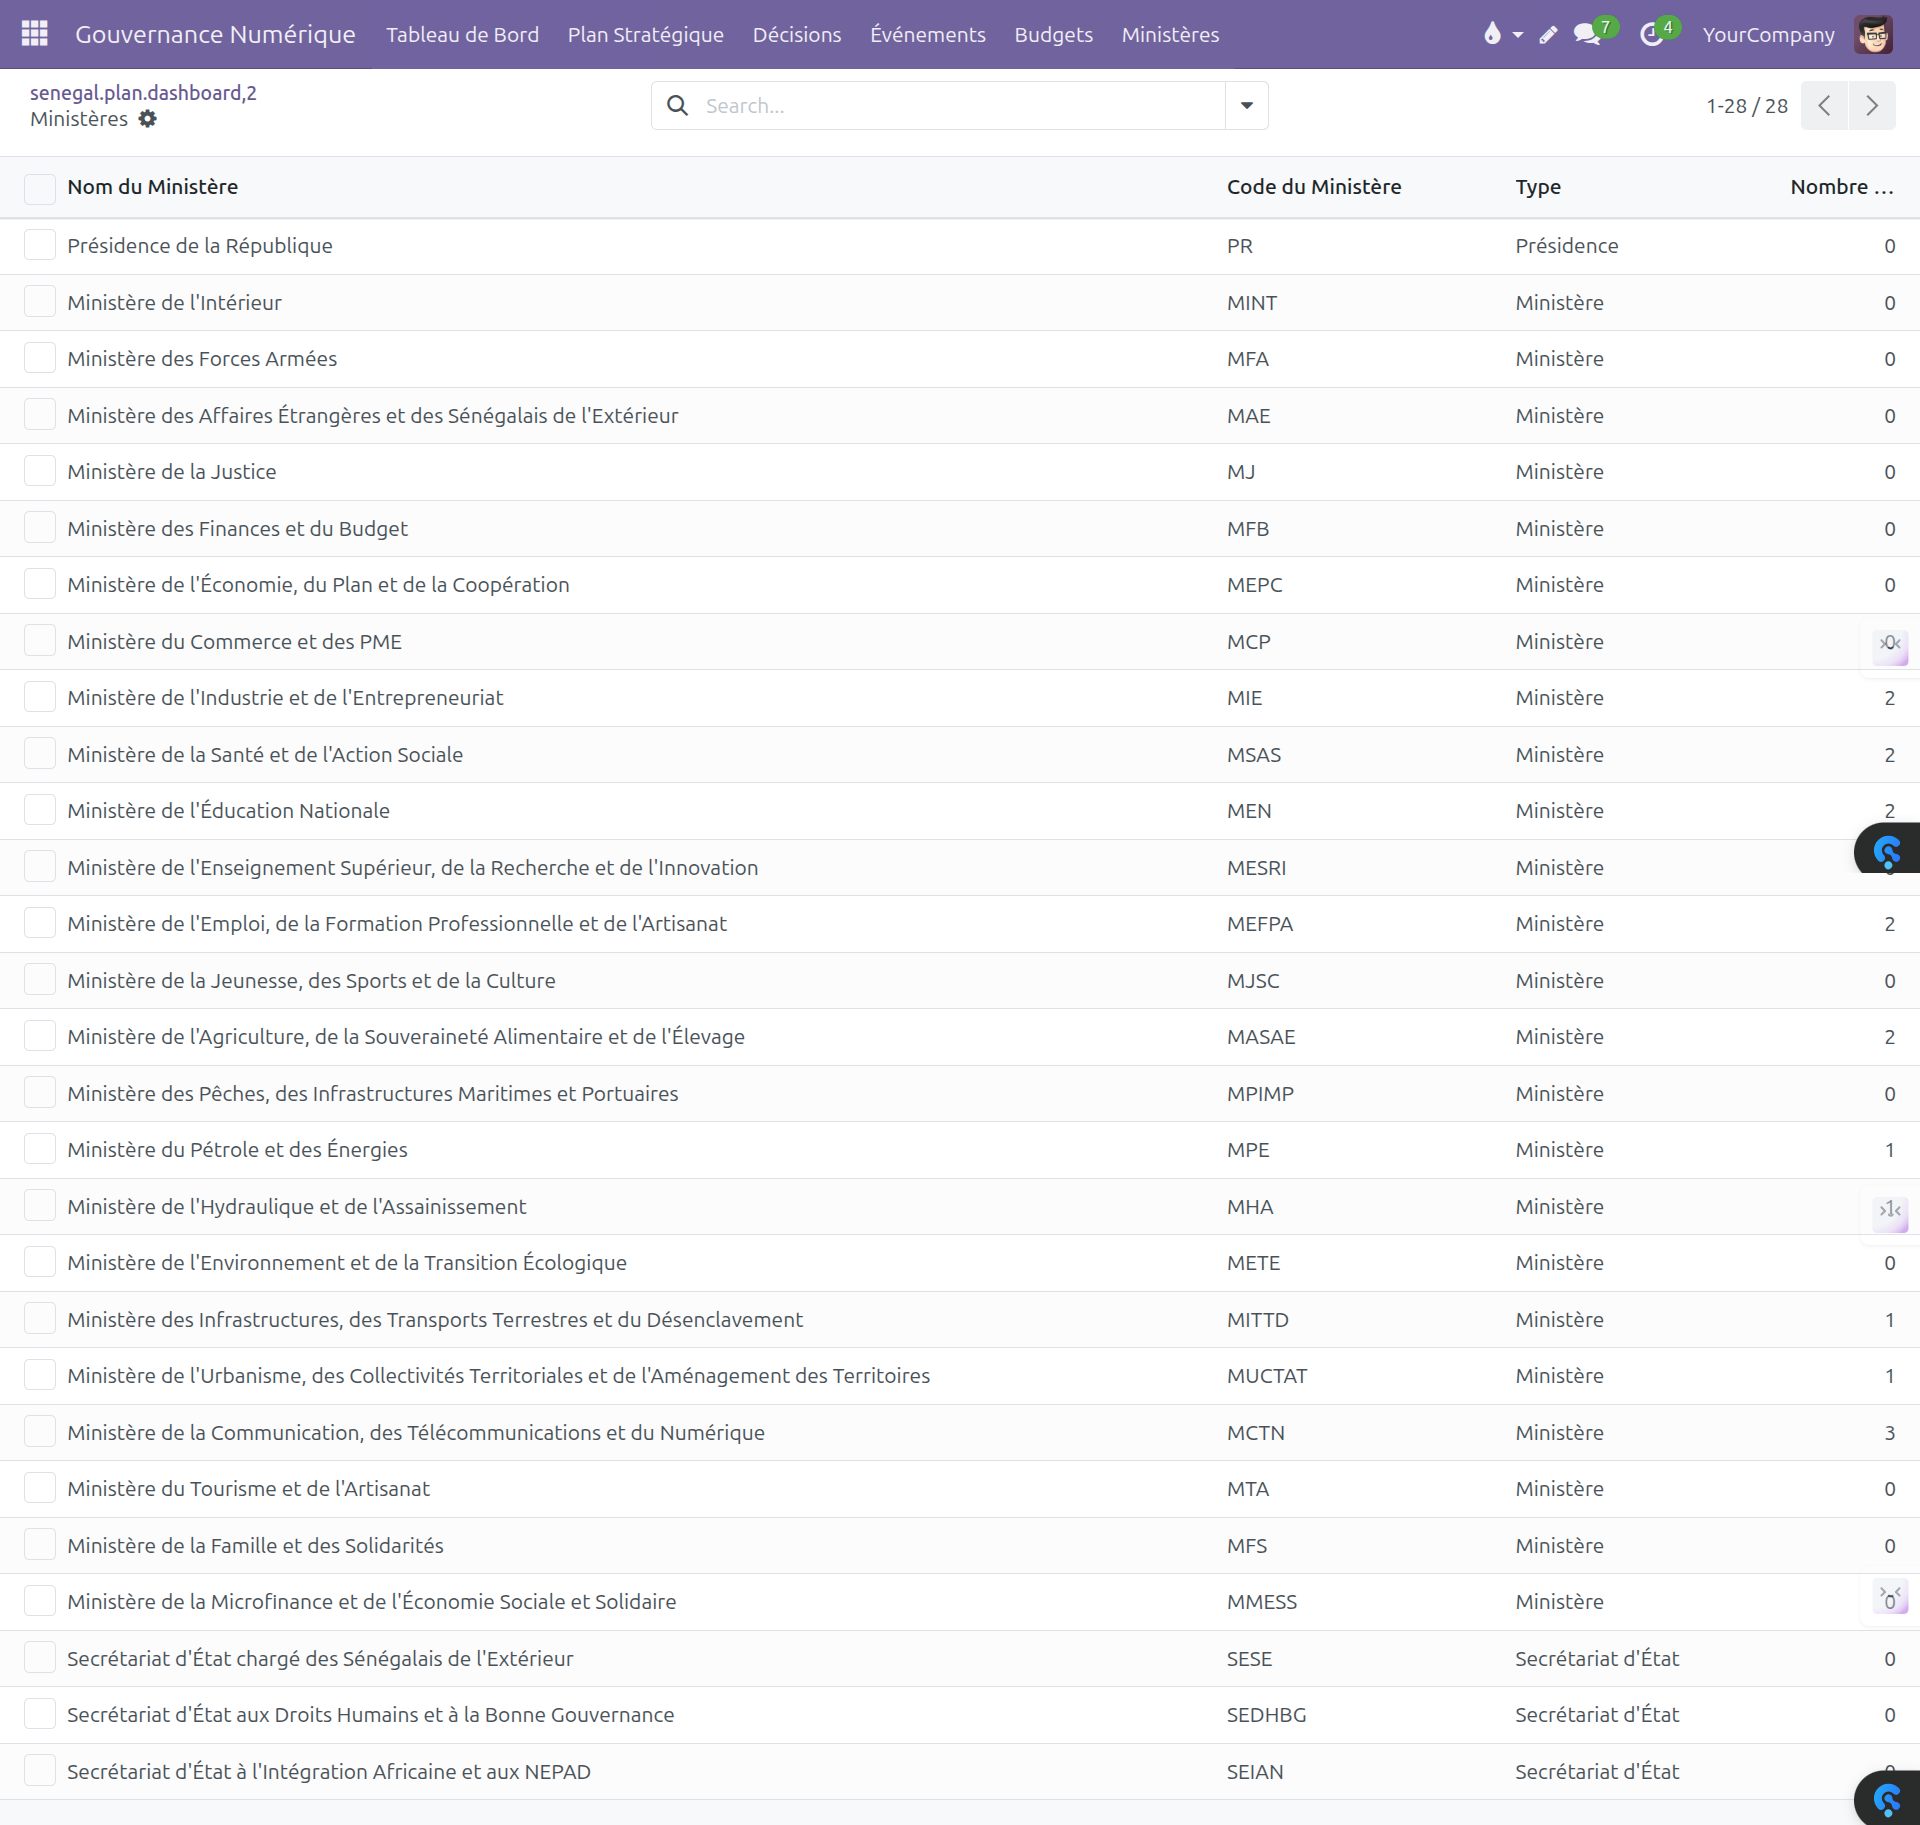 Gouvernance Numérique Tableau de Bord Plan Stratégique Décisions Événements Budgets Ministères 7 4 YourCompany
senegal.plan.dashboard,2
Ministères
Search...
1-28 / 28
Nom du Ministère Code du Ministère Type Nombre ...
Présidence de la République PR Présidence 0
Ministère de l'Intérieur MINT Ministère 0
Ministère des Forces Armées MFA Ministère 0
Ministère des Affaires Étrangères et des Sénégalais de l'Extérieur MAE Ministère 0
Ministère de la Justice MJ Ministère 0
Ministère des Finances et du Budget MFB Ministère 0
Ministère de l'Économie, du Plan et de la Coopération MEPC Ministère 0
Ministère du Commerce et des PME MCP Ministère 0
Ministère de l'Industrie et de l'Entrepreneuriat MIE Ministère 2
Ministère de la Santé et de l'Action Sociale MSAS Ministère 2
Ministère de l'Éducation Nationale MEN Ministère 2
Ministère de l'Enseignement Supérieur, de la Recherche et de l'Innovation MESRI Ministère
Ministère de l'Emploi, de la Formation Professionnelle et de l'Artisanat MEFPA Ministère 2
Ministère de la Jeunesse, des Sports et de la Culture MJSC Ministère 0
Ministère de l'Agriculture, de la Souveraineté Alimentaire et de l'Élevage MASAE Ministère 2
Ministère des Pêches, des Infrastructures Maritimes et Portuaires MPIMP Ministère 0
Ministère du Pétrole et des Énergies MPE Ministère 1
Ministère de l'Hydraulique et de l'Assainissement MHA Ministère 1
Ministère de l'Environnement et de la Transition Écologique METE Ministère 0
Ministère des Infrastructures, des Transports Terrestres et du Désenclavement MITTD Ministère 1
Ministère de l'Urbanisme, des Collectivités Territoriales et de l'Aménagement des Territoires MUCTAT Ministère 1
Ministère de la Communication, des Télécommunications et du Numérique MCTN Ministère 3
Ministère du Tourisme et de l'Artisanat MTA Ministère 0
Ministère de la Famille et des Solidarités MFS Ministère 0
Ministère de la Microfinance et de l'Économie Sociale et Solidaire MMESS Ministère 0
Secrétariat d'État chargé des Sénégalais de l'Extérieur SESE Secrétariat d'État 0
Secrétariat d'État aux Droits Humains et à la Bonne Gouvernance SEDHBG Secrétariat d'État 0
Secrétariat d'État à l'Intégration Africaine et aux NEPAD SEIAN Secrétariat d'État